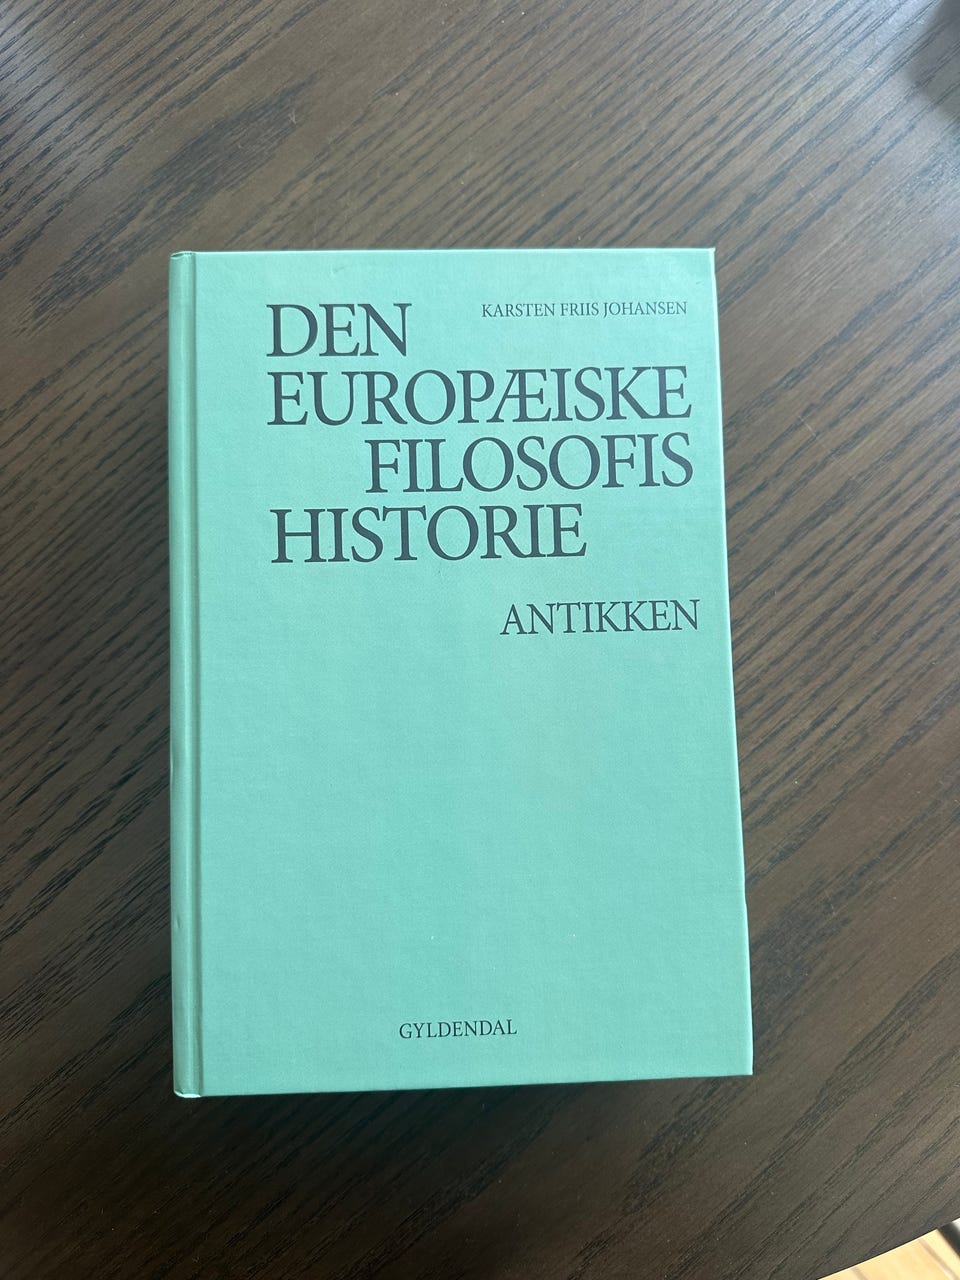 DEN
KARSTEN FRIIS JOHANSEN
EUROPÆISKE
FILOSOFIS
HISTORIE
ANTIKKEN
GYLDENDAL